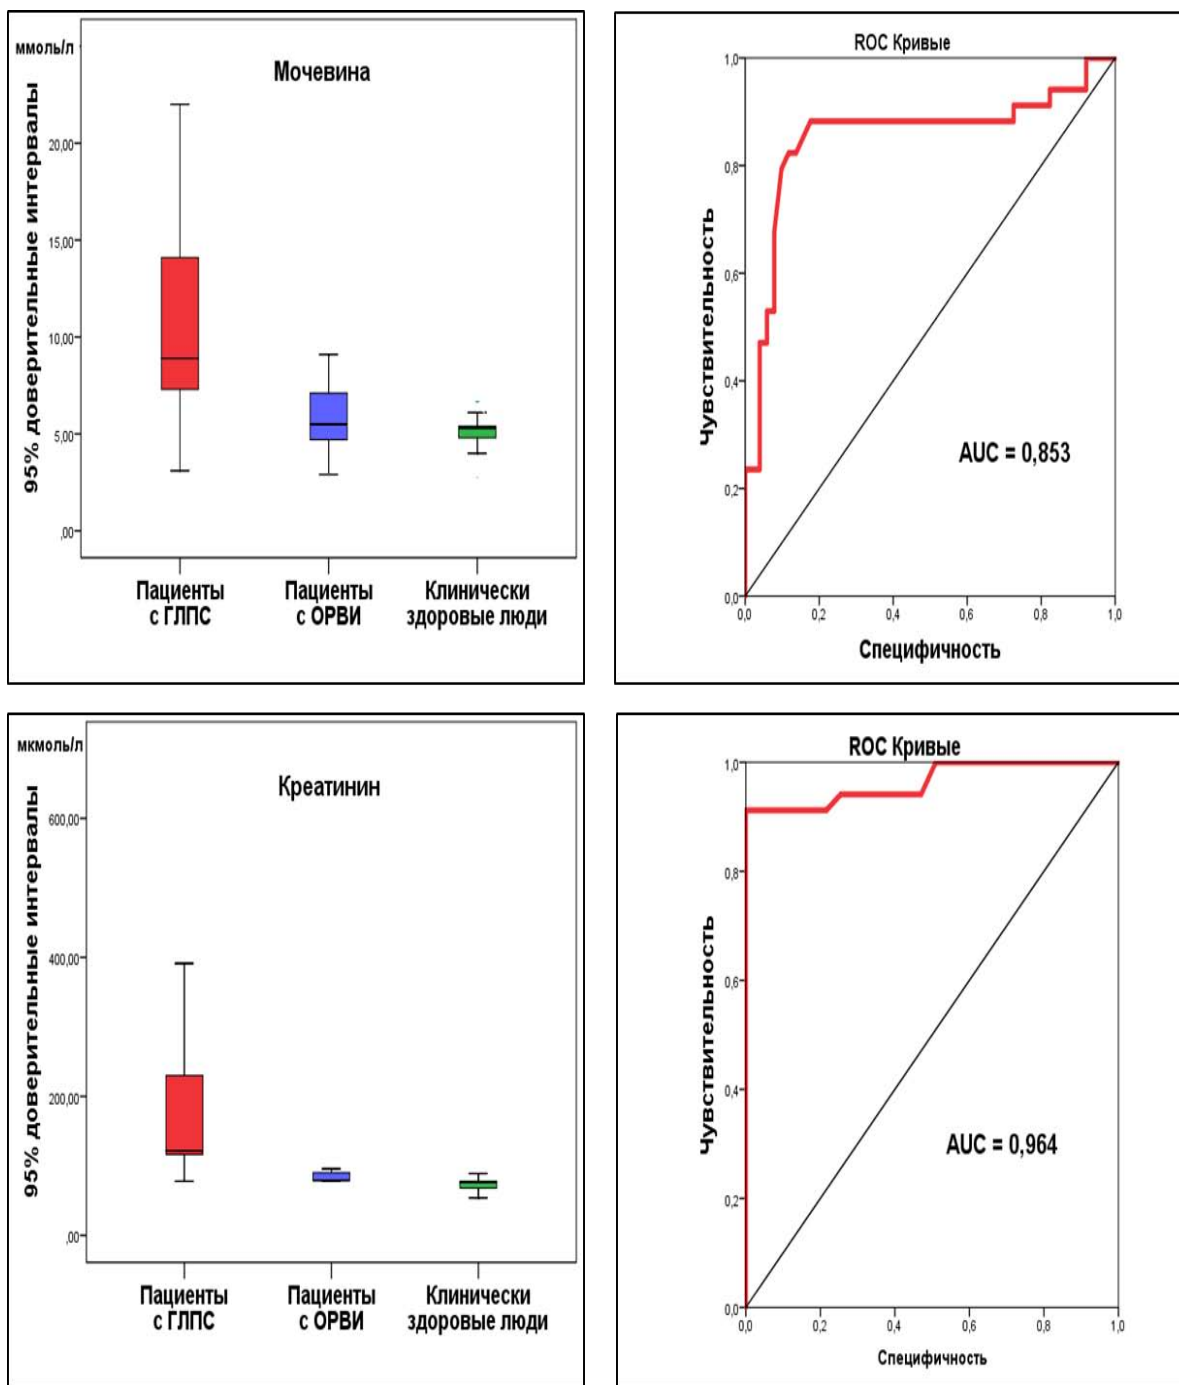 ммоль/л
Мочевина
95% доверительные интервалы
20,00
15,00
10,00
5,00
,00
Пациенты
с ГЛПС
Пациенты
с ОРВИ
Клинически
здоровые люди
ROC Кривые
Чувствительность
1,0
0,8
0,6
0,4
0,2
0,0
AUC = 0,853
0,0
0,2
0,4
0,6
0,8
1,0
Специфичность
мкмоль/л
Креатинин
95% доверительные интервалы
600,00
400,00
200,00
,00
Пациенты
с ГЛПС
Пациенты
с ОРВИ
Клинически
здоровые люди
ROC Кривые
Чувствительность
1,0
0,8
0,6
0,4
0,2
0,0
AUC = 0,964
0,0
0,2
0,4
0,6
0,8
1,0
Специфичность